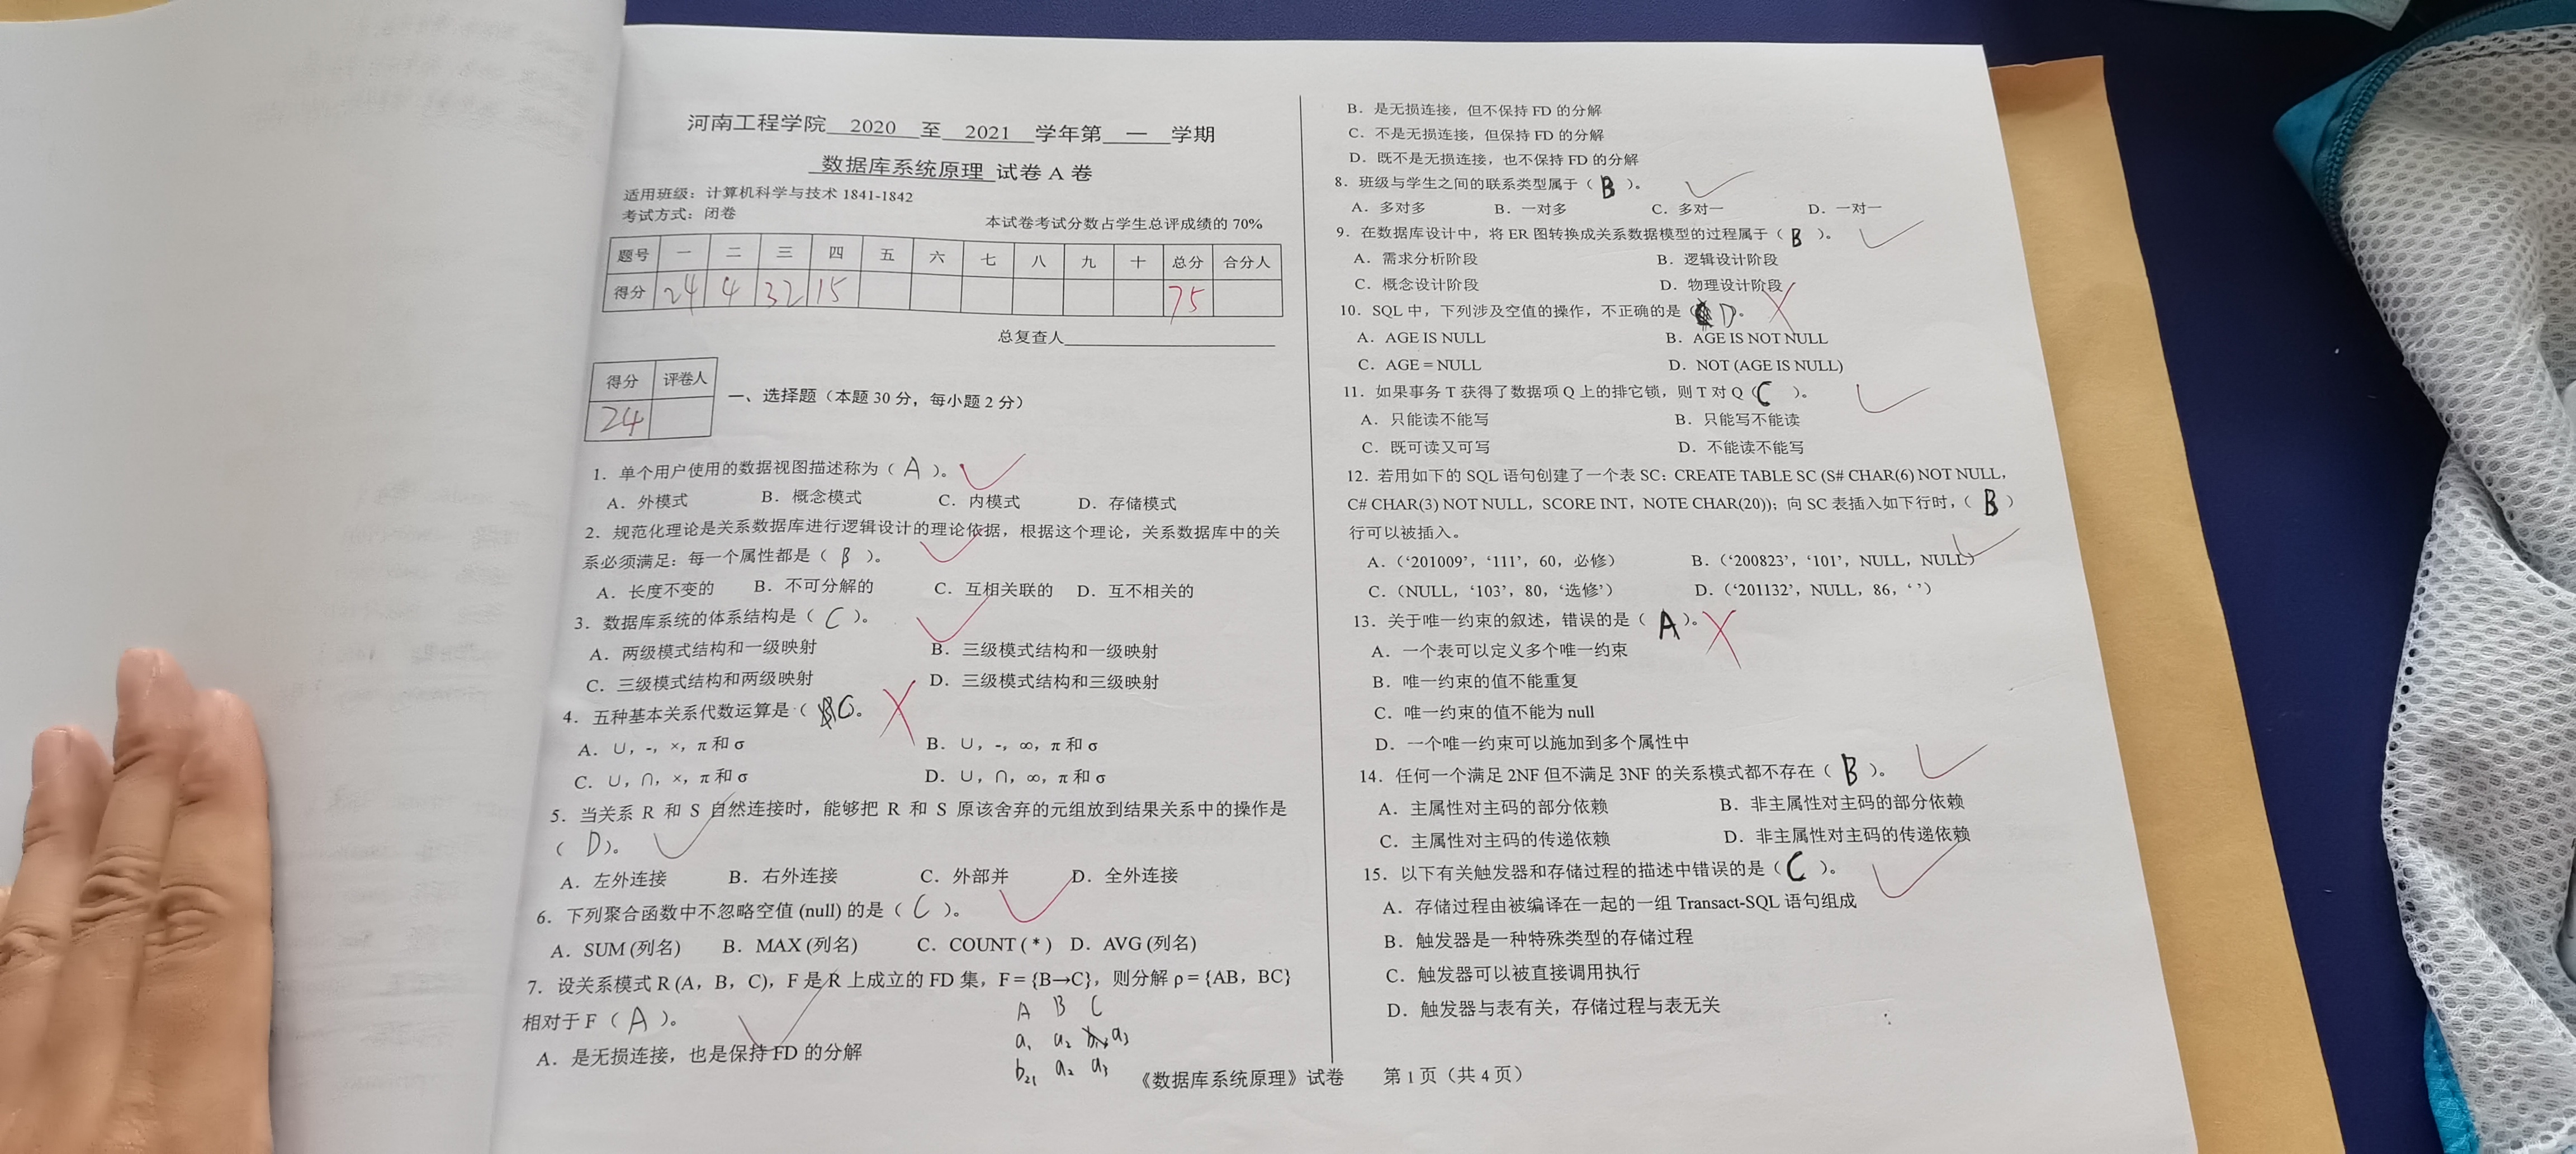 河南工程学院 2020 至 2021 学年第 一 学期
数据库系统原理 试卷 A 卷
适用班级：计算机科学与技术 1841-1842
考试方式：闭卷
本试卷考试分数占学生总评成绩的 70%
题号 一 二 三 四 五 六 七 八 九 十 总分 合分人
得分 24 4 32 15 75
总复查人
得分 评卷人
24
一、选择题（本题 30 分，每小题 2 分）
1．单个用户使用的数据视图描述称为（ A ）。
A．外模式 B．概念模式 C．内模式 D．存储模式
2．规范化理论是关系数据库进行逻辑设计的理论依据，根据这个理论，关系数据库中的关
系必须满足：每一个属性都是（ B ）。
A．长度不变的 B．不可分解的 C．互相关联的 D．互不相关的
3．数据库系统的体系结构是（ C ）。
A．两级模式结构和一级映射 B．三级模式结构和一级映射
C．三级模式结构和两级映射 D．三级模式结构和三级映射
4．五种基本关系代数运算是（ C 。
A．∪，-，×，π 和 σ B．∪，-，∞，π 和 σ
C．∪，∩，×，π 和 σ D．∪，∩，∞，π 和 σ
5．当关系 R 和 S 自然连接时，能够把 R 和 S 原该舍弃的元组放到结果关系中的操作是
（ D ）。
A．左外连接 B．右外连接 C．外部并 D．全外连接
6．下列聚合函数中不忽略空值 (null) 的是（ C ）。
A．SUM (列名) B．MAX (列名) C．COUNT ( * ) D．AVG (列名)
7．设关系模式 R (A，B，C)，F 是 R 上成立的 FD 集，F = {B→C}，则分解 ρ = {AB，BC}
相对于 F（ A ）。
A．是无损连接，也是保持 FD 的分解
A B C
a₁ a₂ a₃
b₂₁ a₂ a₃
B．是无损连接，但不保持 FD 的分解
C．不是无损连接，但保持 FD 的分解
D．既不是无损连接，也不保持 FD 的分解
8．班级与学生之间的联系类型属于（ B ）。
A．多对多 B．一对多 C．多对一 D．一对一
9．在数据库设计中，将 ER 图转换成关系数据模型的过程属于（ B ）。
A．需求分析阶段 B．逻辑设计阶段
C．概念设计阶段 D．物理设计阶段
10．SQL 中，下列涉及空值的操作，不正确的是（ D ）。
A．AGE IS NULL B．AGE IS NOT NULL
C．AGE = NULL D．NOT (AGE IS NULL)
11．如果事务 T 获得了数据项 Q 上的排它锁，则 T 对 Q（ C ）。
A．只能读不能写 B．只能写不能读
C．既可读又可写 D．不能读不能写
12．若用如下的 SQL 语句创建了一个表 SC：CREATE TABLE SC (S# CHAR(6) NOT NULL，
C# CHAR(3) NOT NULL，SCORE INT，NOTE CHAR(20))；向 SC 表插入如下行时，（ B ）
行可以被插入。
A．（‘201009’，‘111’，60，必修） B．（‘200823’，‘101’，NULL，NULL）
C．（NULL，‘103’，80，‘选修’） D．（‘201132’，NULL，86，‘ ’）
13．关于唯一约束的叙述，错误的是（ A ）。
A．一个表可以定义多个唯一约束
B．唯一约束的值不能重复
C．唯一约束的值不能为 null
D．一个唯一约束可以施加到多个属性中
14．任何一个满足 2NF 但不满足 3NF 的关系模式都不存在（ B ）。
A．主属性对主码的部分依赖 B．非主属性对主码的部分依赖
C．主属性对主码的传递依赖 D．非主属性对主码的传递依赖
15．以下有关触发器和存储过程的描述中错误的是（ C ）。
A．存储过程由被编译在一起的一组 Transact-SQL 语句组成
B．触发器是一种特殊类型的存储过程
C．触发器可以被直接调用执行
D．触发器与表有关，存储过程与表无关
《数据库系统原理》试卷 第 1 页（共 4 页）